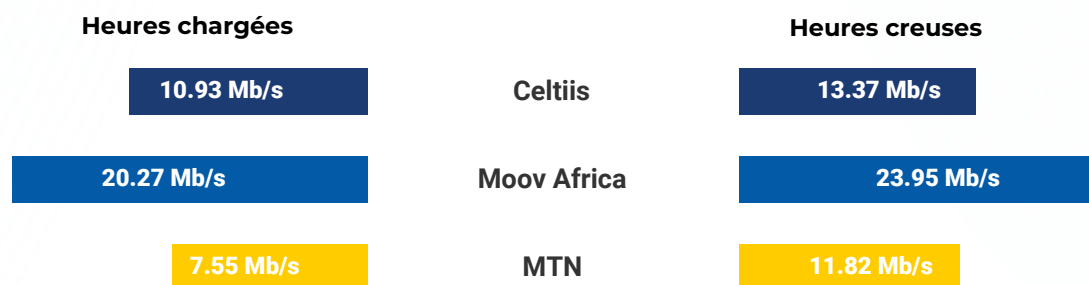 Heures chargées
Heures creuses
10.93 Mb/s
Celtiis
13.37 Mb/s
20.27 Mb/s
Moov Africa
23.95 Mb/s
7.55 Mb/s
MTN
11.82 Mb/s